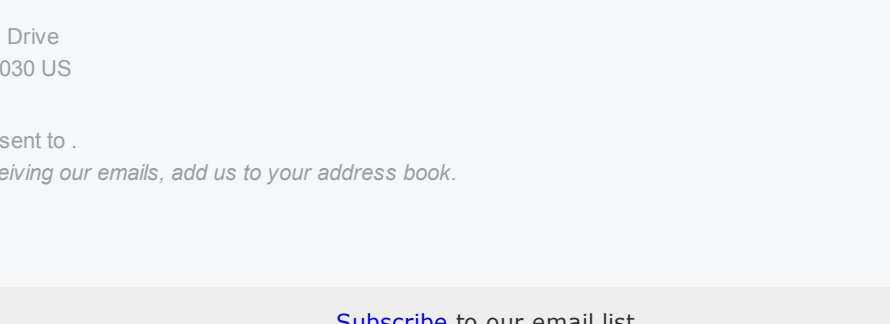 Drive
030 US
sent to .
eiving our emails, add us to your address book.
Subscribe to our email list